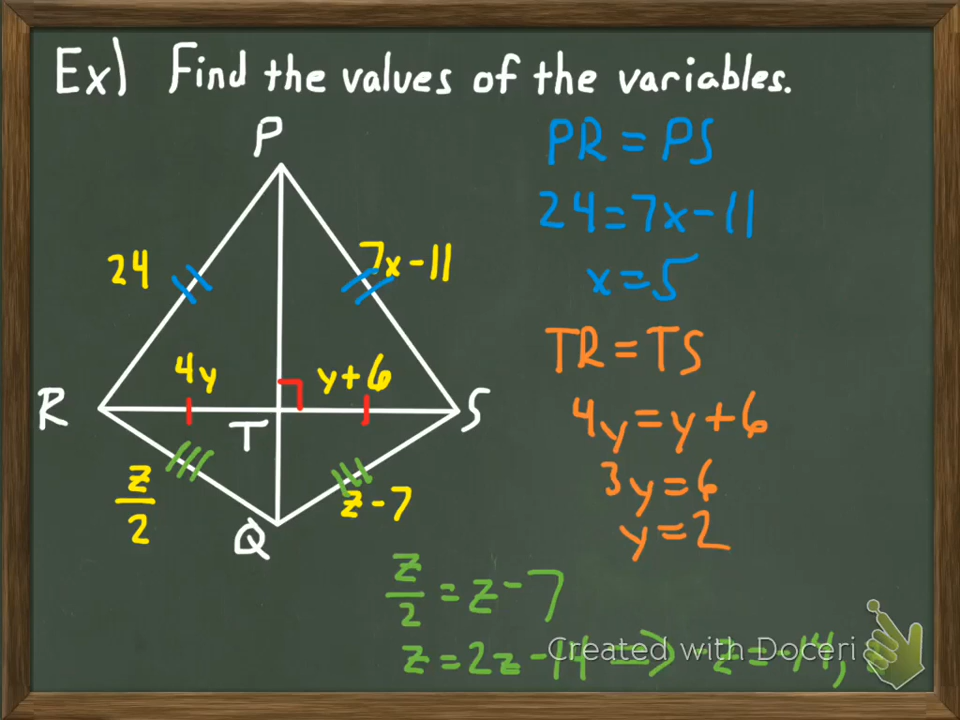 Ex) Find the values of the variables.
P
PR = PS
24 = 7x - 11
x = 5
24
7x - 11
TR = TS
4y
y + 6
R
T
S
4y = y + 6
3y = 6
y = 2
z/2
z - 7
Q
z/2 = z - 7
z = 2z - 14 ⇒ -z = -14,
Created with Doceri